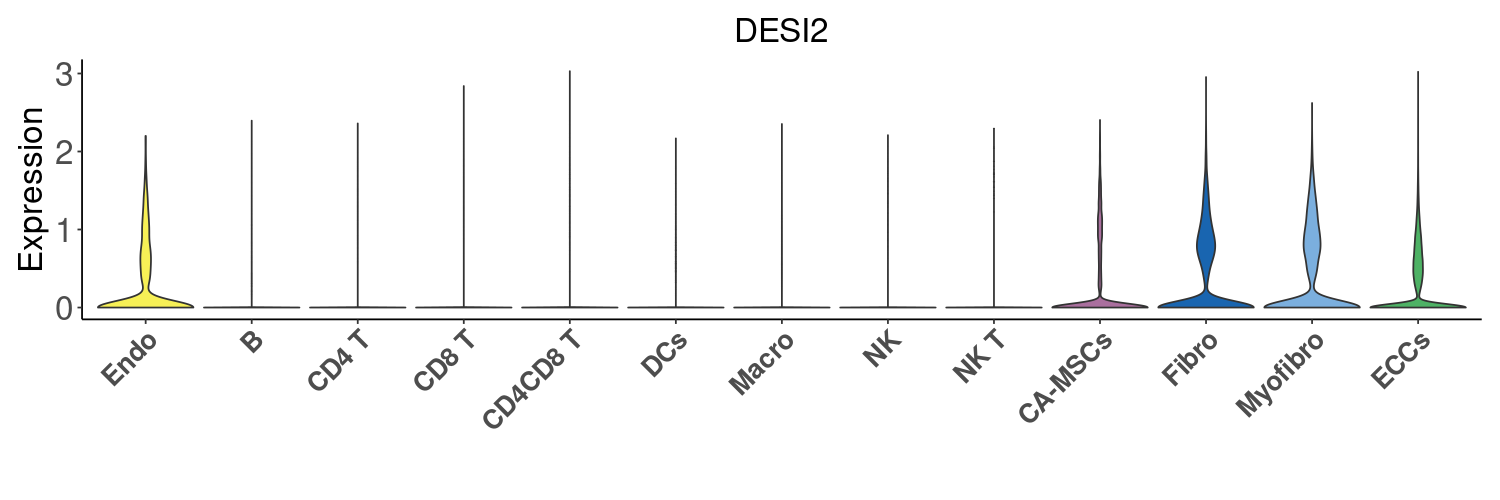 DESI2
Expression
3
2
1
0
Endo
B
CD4 T
CD8 T
CD4CD8 T
DCs
Macro
NK
NK T
CA-MSCs
Fibro
Myofibro
ECCs